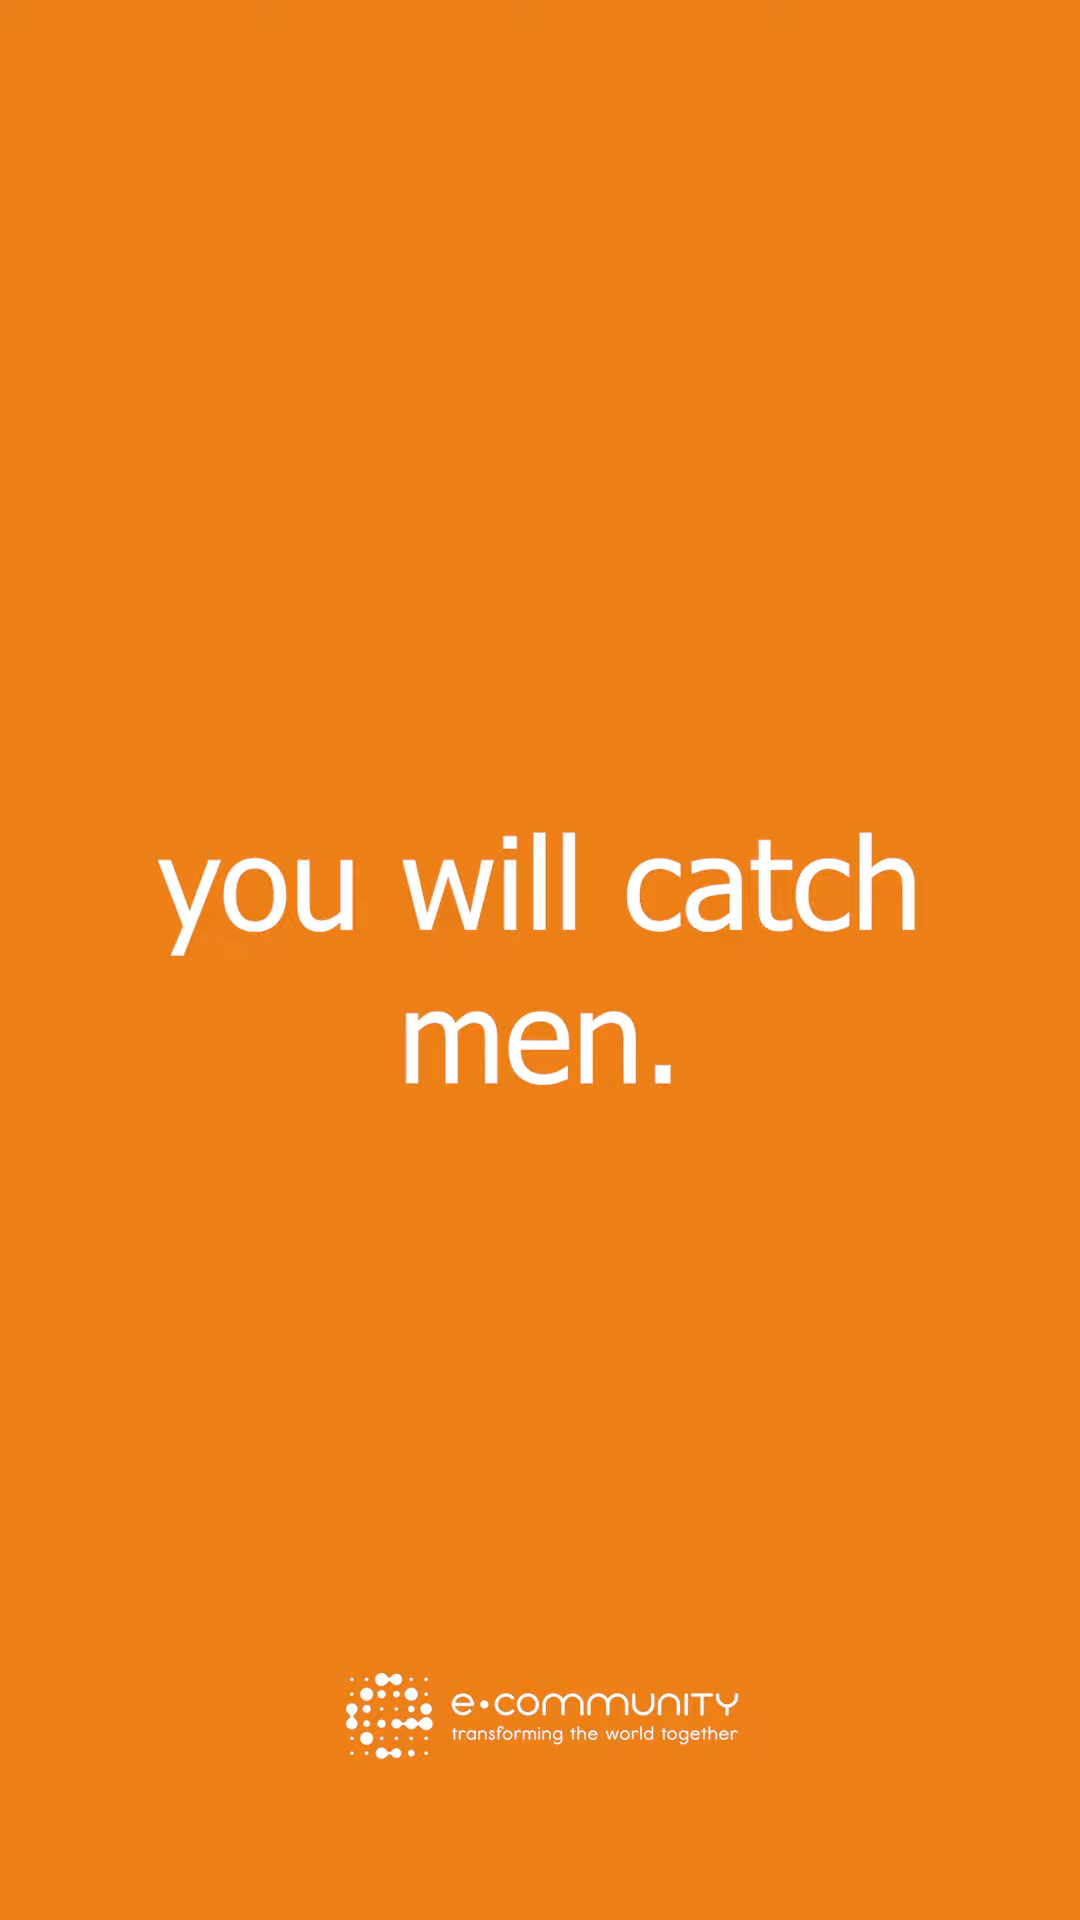 you will catch
men.
e•community
transforming the world together